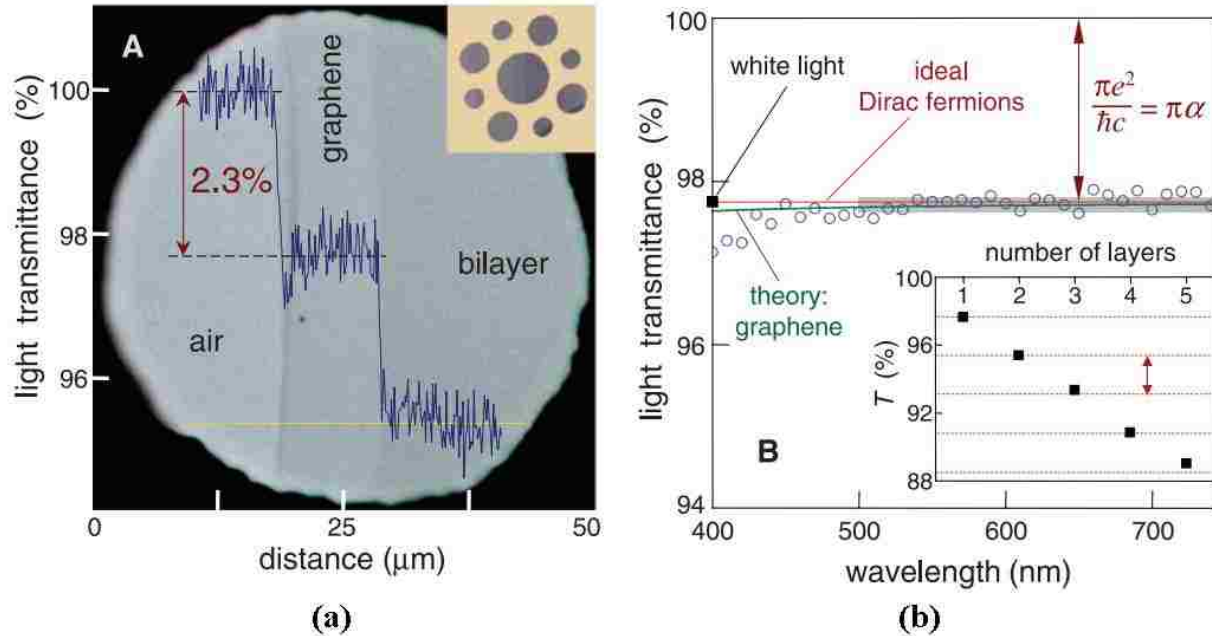 A
light transmittance (%)
100
98
96
2.3%
air
graphene
bilayer
0
25
50
distance (μm)
(a)
100
98
96
94
light transmittance (%)
white light
ideal
Dirac fermions
πe²/ħc = πα
theory:
graphene
B
number of layers
1 2 3 4 5
100
96
92
88
T (%)
400 500 600 700
wavelength (nm)
(b)